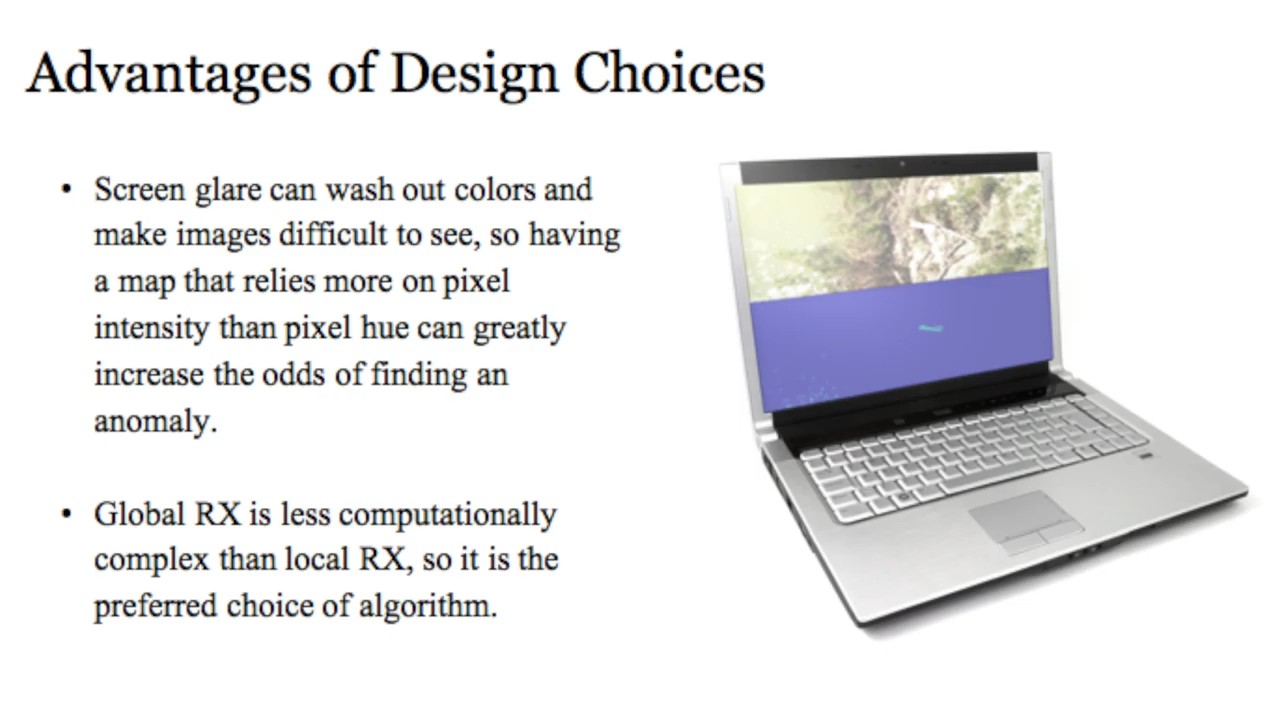 Advantages of Design Choices
• Screen glare can wash out colors and
make images difficult to see, so having
a map that relies more on pixel
intensity than pixel hue can greatly
increase the odds of finding an
anomaly.
• Global RX is less computationally
complex than local RX, so it is the
preferred choice of algorithm.